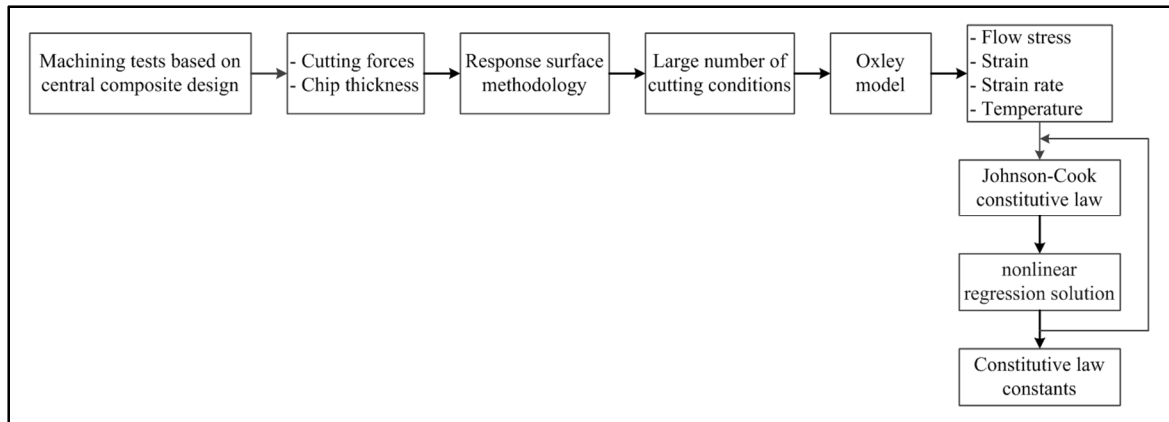 Machining tests based on
central composite design
- Cutting forces
- Chip thickness
Response surface
methodology
Large number of
cutting conditions
Oxley
model
- Flow stress
- Strain
- Strain rate
- Temperature
Johnson-Cook
constitutive law
nonlinear
regression solution
Constitutive law
constants